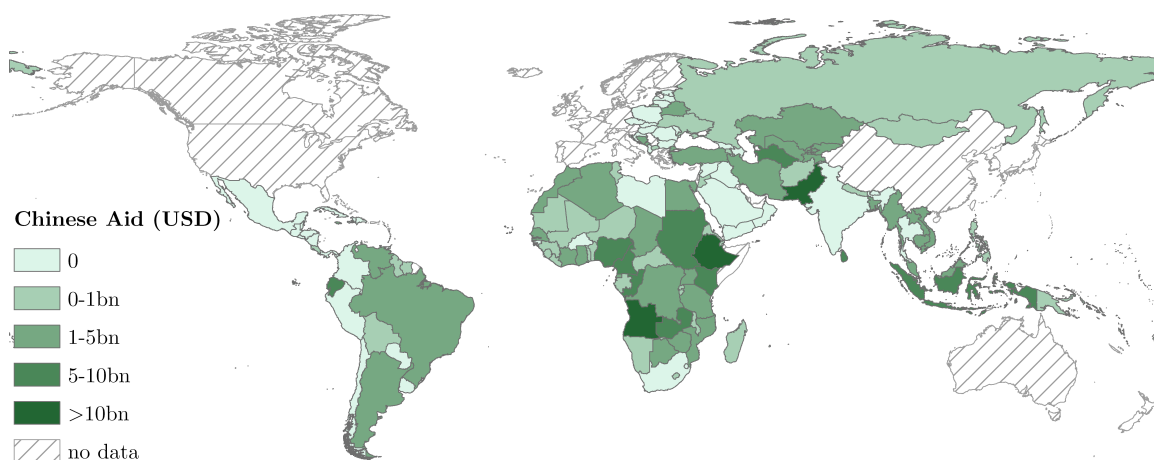 Chinese Aid (USD)
0
0-1bn
1-5bn
5-10bn
>10bn
no data